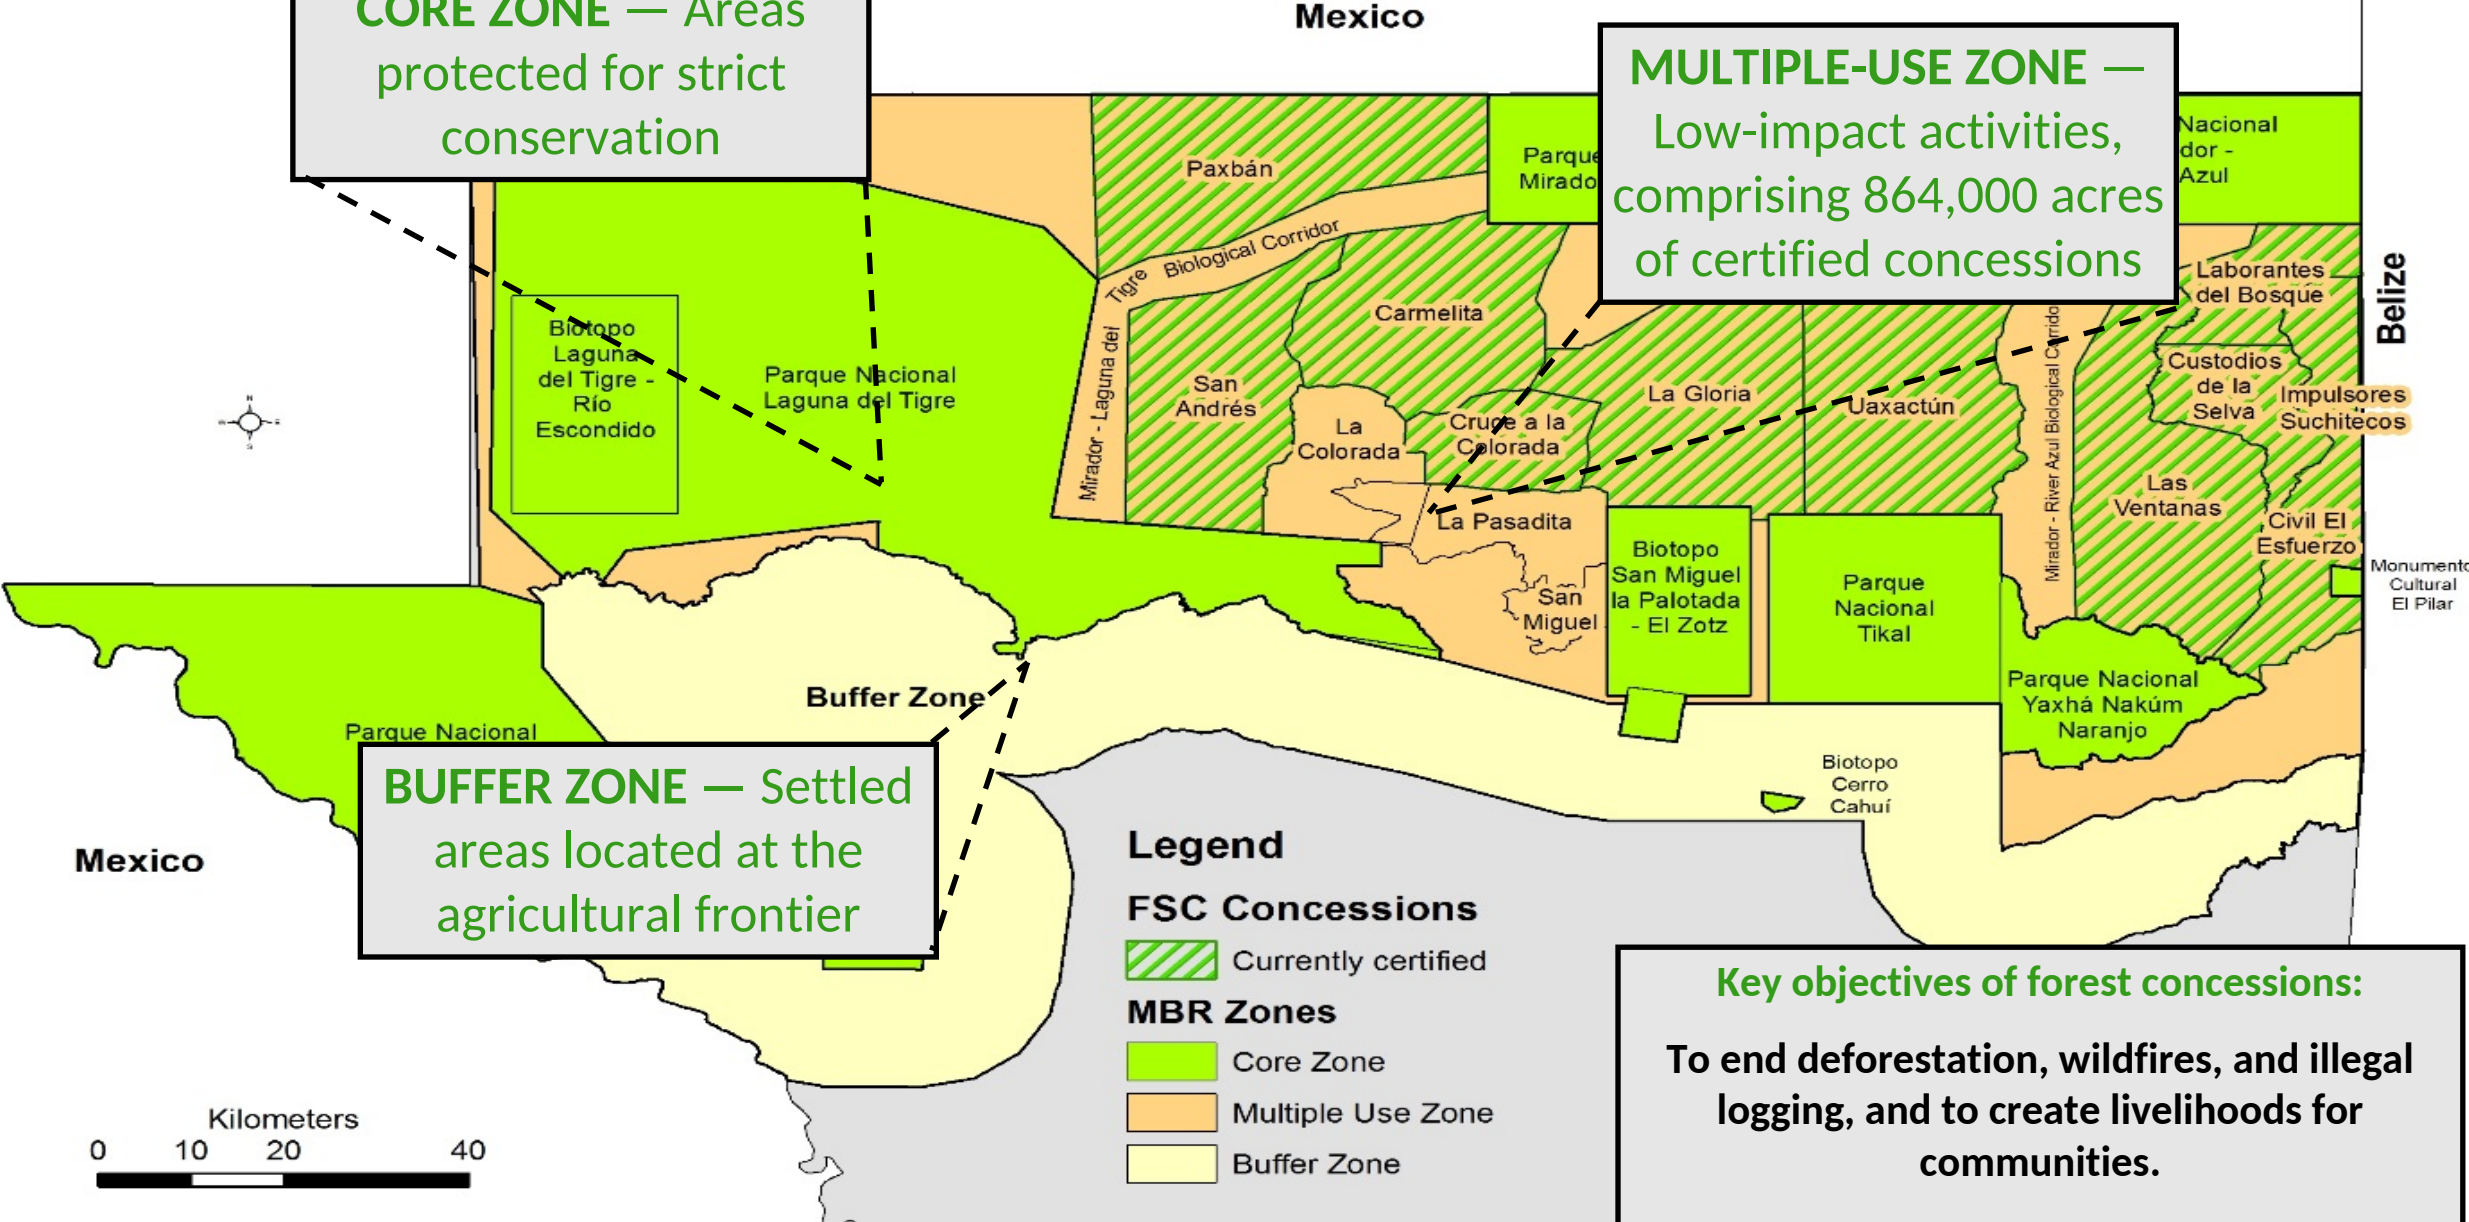 CORE ZONE — Areas
protected for strict
conservation
Mexico
MULTIPLE-USE ZONE —
Low-impact activities,
comprising 864,000 acres
of certified concessions
Paxbán
Parque
Nacional
dor -
Azul
Tigre Biological Corridor
Mirador - Laguna del
Carmelita
Laborantes
del Bosque
Belize
Biotopo
Laguna
del Tigre -
Río
Escondido
Parque Nacional
Laguna del Tigre
San
Andrés
La
Colorada
Cruce a la
Colorada
La Gloria
Uaxactún
Mirador - River Azul Biological Corrido
Custodios
de la
Selva
Impulsores
Suchitecos
Las
Ventanas
Civil El
Esfuerzo
N
E
S
La Pasadita
San
Miguel
Biotopo
San Miguel
la Palotada
- El Zotz
Parque
Nacional
Tikal
Monumento
Cultural
El Pilar
Parque Nacional
Yaxhá Nakúm
Naranjo
Buffer Zone
Parque Nacional
BUFFER ZONE — Settled
areas located at the
agricultural frontier
Biotopo
Cerro
Cahuí
Mexico
Legend
FSC Concessions
Currently certified
MBR Zones
Core Zone
Multiple Use Zone
Buffer Zone
Kilometers
0 10 20 40
Key objectives of forest concessions:
To end deforestation, wildfires, and illegal
logging, and to create livelihoods for
communities.